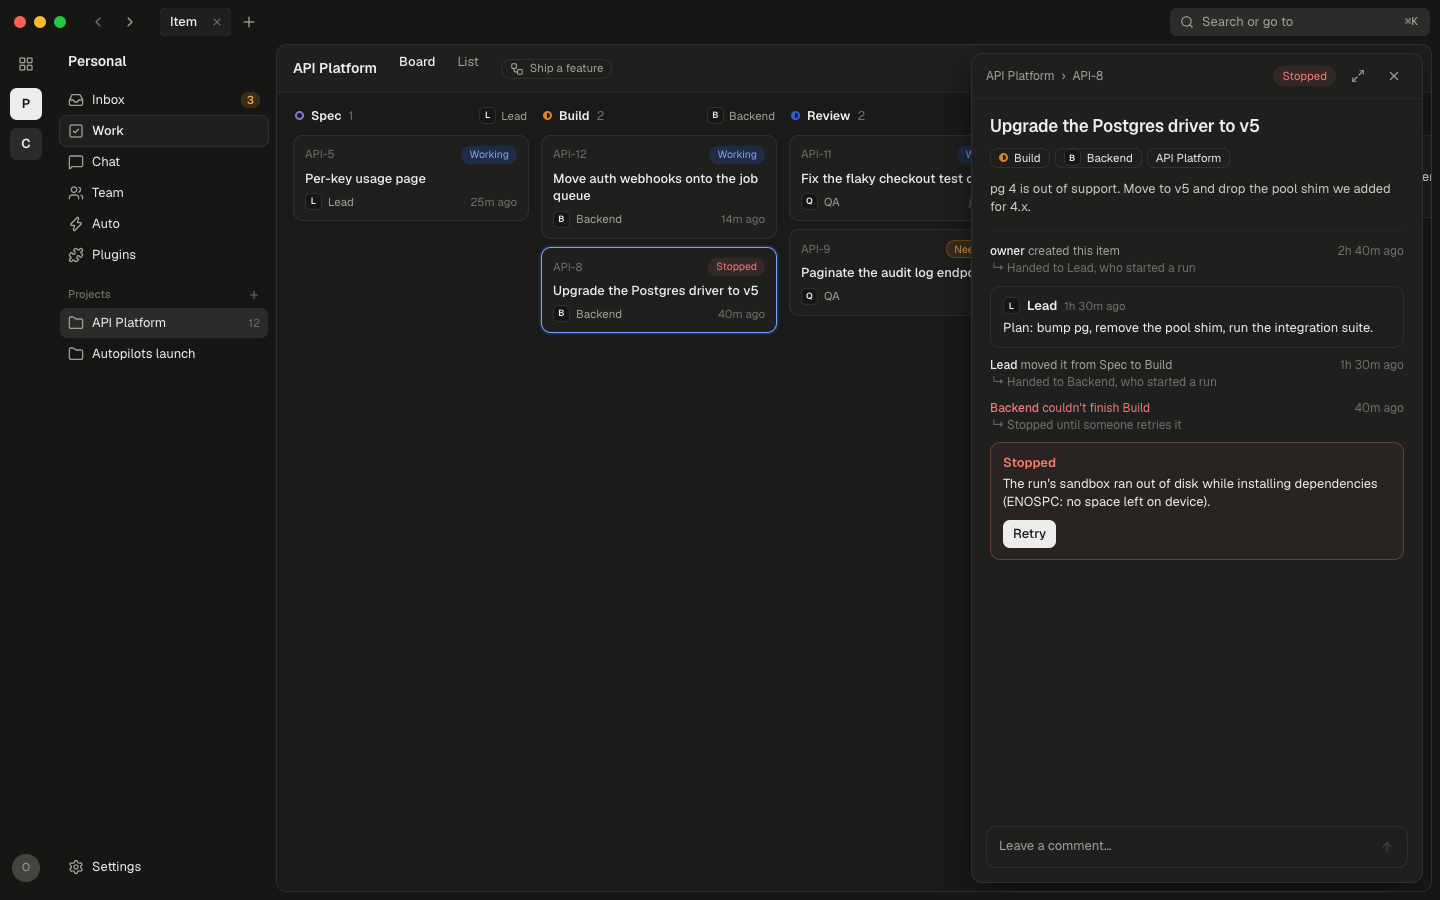 Item
Search or go to
⌘K
P
C
O
Personal
Inbox
3
Work
Chat
Team
Auto
Plugins
Projects
API Platform
12
Autopilots launch
Settings
API Platform
Board
List
Ship a feature
Spec 1
L Lead
API-5
Working
Per-key usage page
L Lead
25m ago
Build 2
B Backend
API-12
Working
Move auth webhooks onto the job
queue
B Backend
14m ago
API-8
Stopped
Upgrade the Postgres driver to v5
B Backend
40m ago
Review 2
API-11
Fix the flaky checkout test
Q QA
API-9
Paginate the audit log
Q QA
API Platform › API-8
Stopped
Upgrade the Postgres driver to v5
Build
B Backend
API Platform
pg 4 is out of support. Move to v5 and drop the pool shim we added
for 4.x.
owner created this item
2h 40m ago
↳ Handed to Lead, who started a run
L Lead 1h 30m ago
Plan: bump pg, remove the pool shim, run the integration suite.
Lead moved it from Spec to Build
1h 30m ago
↳ Handed to Backend, who started a run
Backend couldn't finish Build
40m ago
↳ Stopped until someone retries it
Stopped
The run's sandbox ran out of disk while installing dependencies
(ENOSPC: no space left on device).
Retry
Leave a comment…